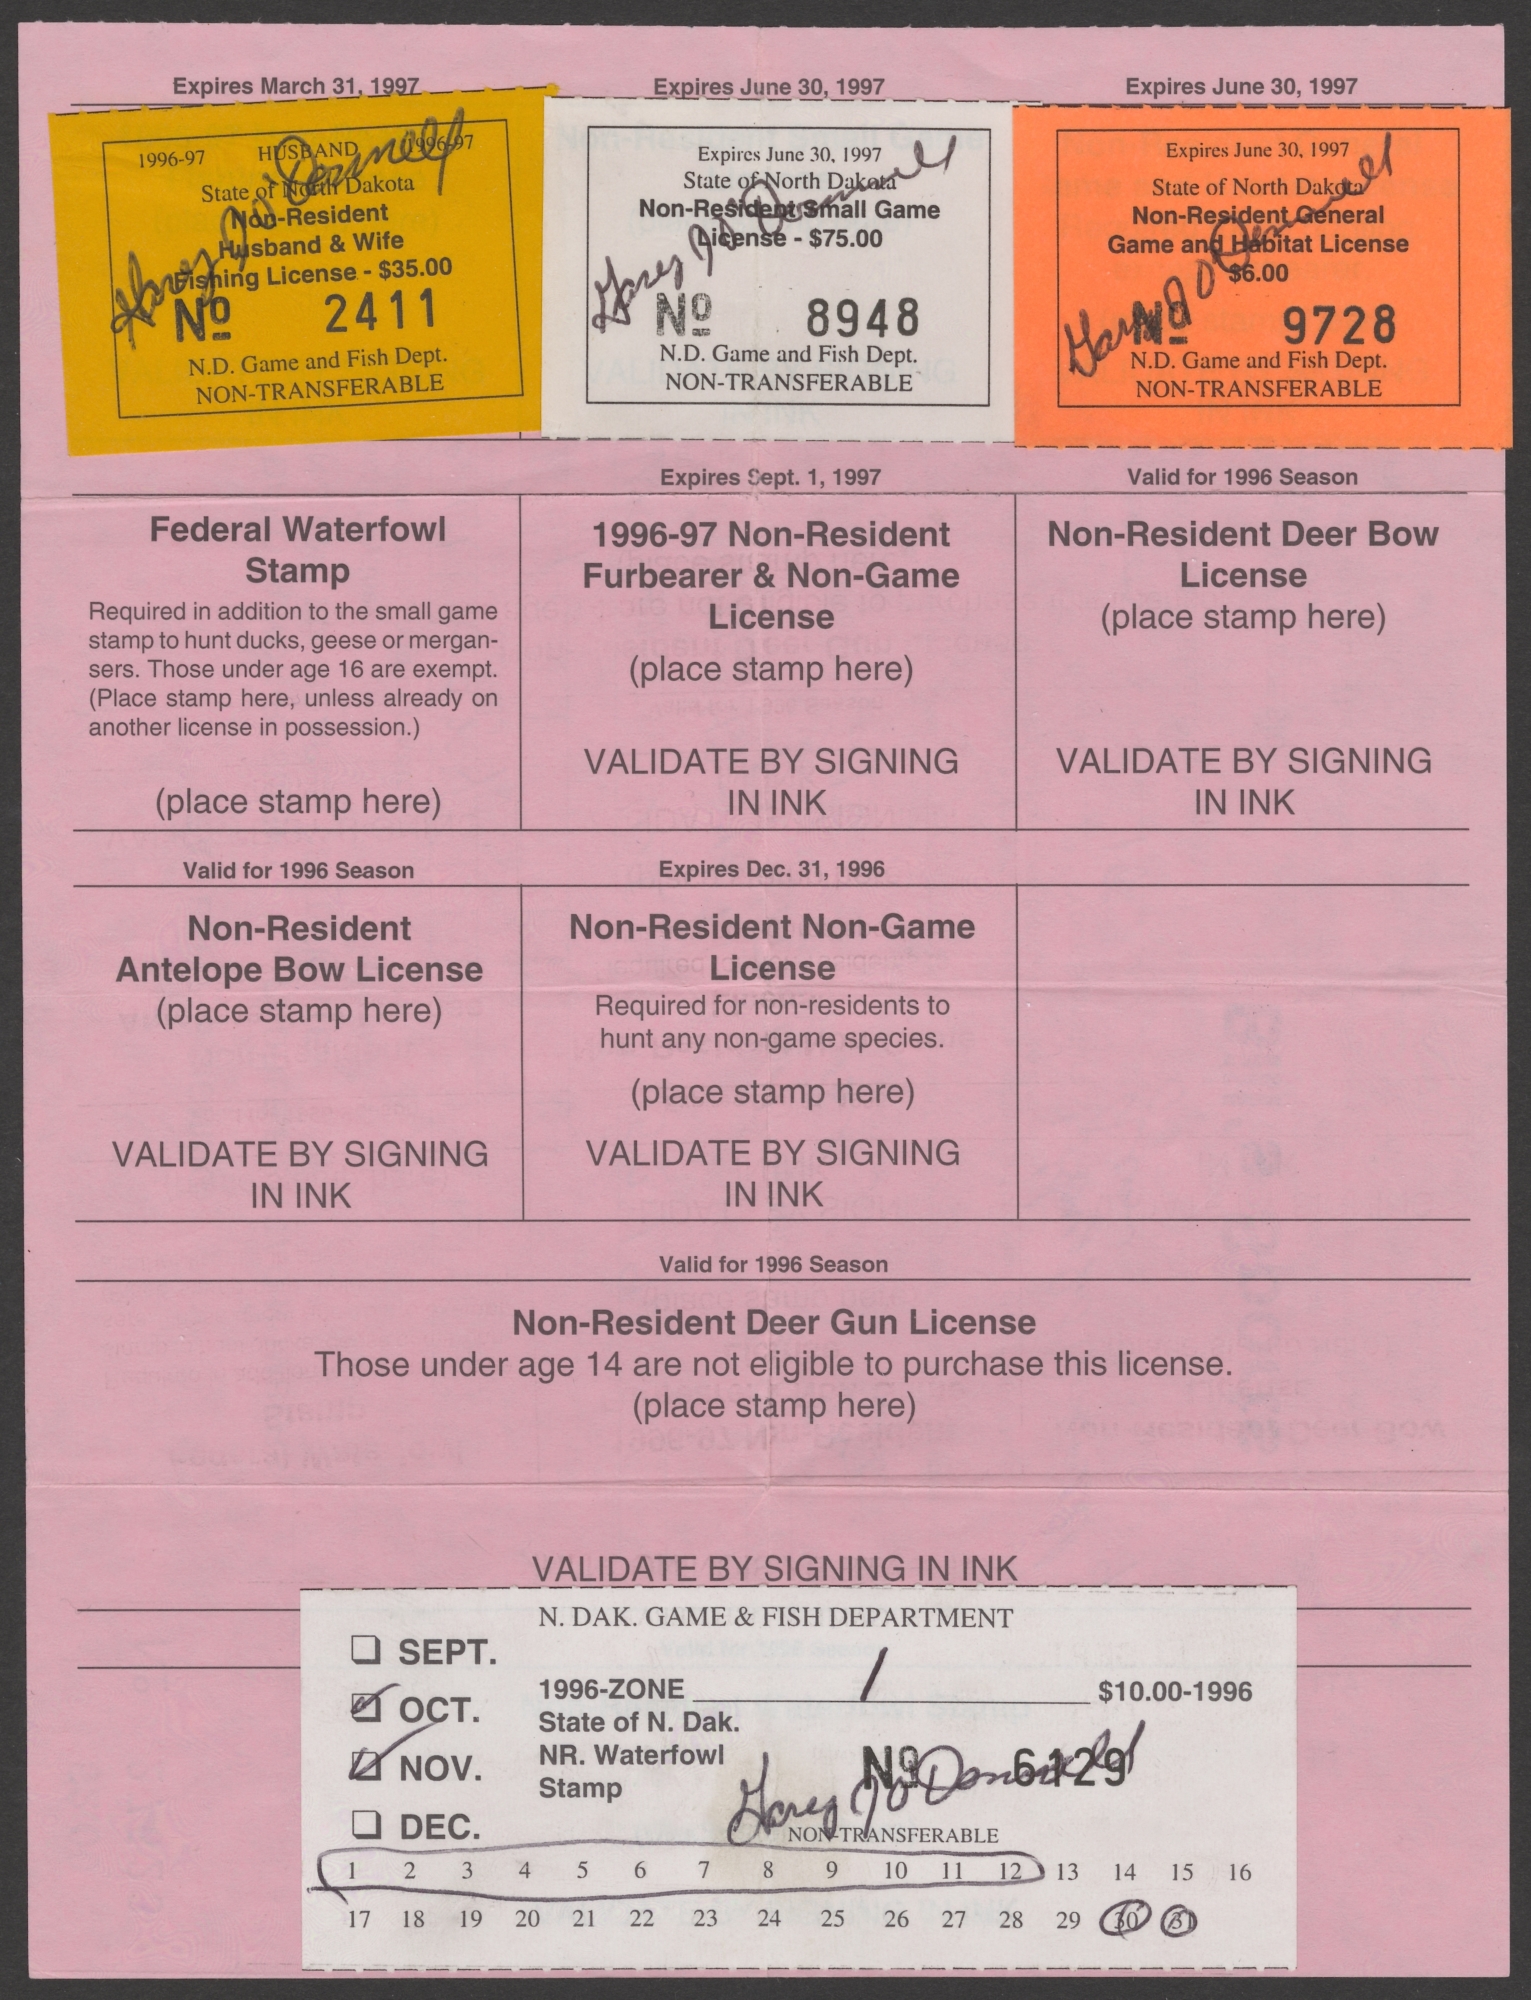 Expires March 31, 1997
1996-97 HUSBAND 1996-97
State of North Dakota
Non-Resident
Husband & Wife
Fishing License - $35.00
Nº 2411
N.D. Game and Fish Dept.
NON-TRANSFERABLE
Expires June 30, 1997
Expires June 30, 1997
State of North Dakota
Non-Resident Small Game
License - $75.00
Nº 8948
N.D. Game and Fish Dept.
NON-TRANSFERABLE
Expires June 30, 1997
Expires June 30, 1997
State of North Dakota
Non-Resident General
Game and Habitat License
$6.00
Nº 9728
N.D. Game and Fish Dept.
NON-TRANSFERABLE
Federal Waterfowl
Stamp
Required in addition to the small game
stamp to hunt ducks, geese or mergan-
sers. Those under age 16 are exempt.
(Place stamp here, unless already on
another license in possession.)
(place stamp here)
Expires Sept. 1, 1997
1996-97 Non-Resident
Furbearer & Non-Game
License
(place stamp here)
VALIDATE BY SIGNING
IN INK
Valid for 1996 Season
Non-Resident Deer Bow
License
(place stamp here)
VALIDATE BY SIGNING
IN INK
Valid for 1996 Season
Non-Resident
Antelope Bow License
(place stamp here)
VALIDATE BY SIGNING
IN INK
Expires Dec. 31, 1996
Non-Resident Non-Game
License
Required for non-residents to
hunt any non-game species.
(place stamp here)
VALIDATE BY SIGNING
IN INK
Valid for 1996 Season
Non-Resident Deer Gun License
Those under age 14 are not eligible to purchase this license.
(place stamp here)
VALIDATE BY SIGNING IN INK
N. DAK. GAME & FISH DEPARTMENT
SEPT.
OCT.
NOV.
DEC.
1996-ZONE 1 $10.00-1996
State of N. Dak.
NR. Waterfowl
Stamp
Nº 6129
NON-TRANSFERABLE
1 2 3 4 5 6 7 8 9 10 11 12 13 14 15 16
17 18 19 20 21 22 23 24 25 26 27 28 29 30 31